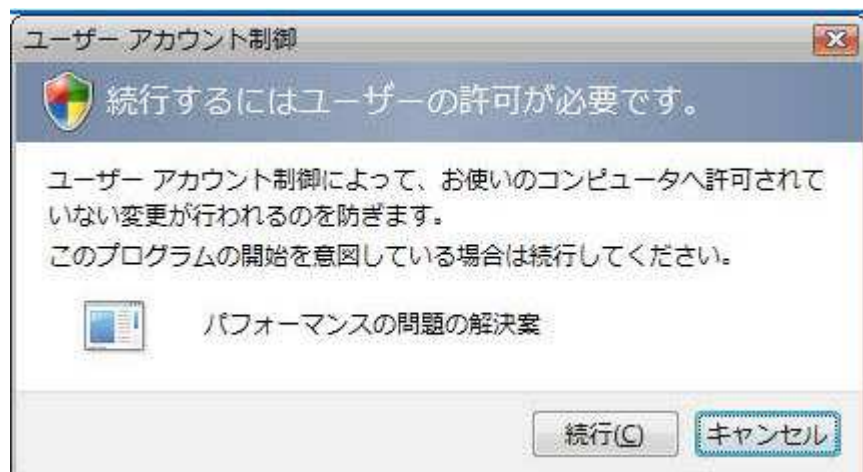 ユーザー アカウント制御
続行するにはユーザーの許可が必要です。
ユーザー アカウント制御によって、お使いのコンピュータへ許可されて
いない変更が行われるのを防ぎます。
このプログラムの開始を意図している場合は続行してください。
パフォーマンスの問題の解決案
続行(C) キャンセル